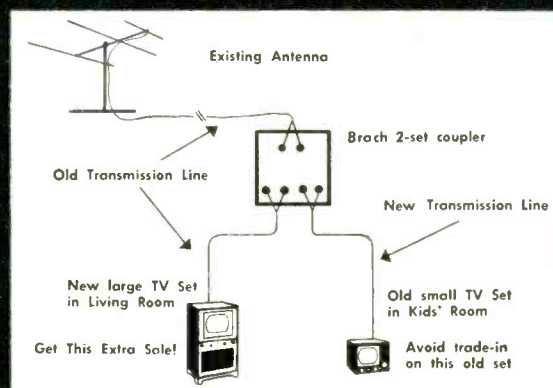 Existing Antenna
Brach 2-set coupler
Old Transmission Line
New Transmission Line
New large TV Set
in Living Room
Old small TV Set
in Kids' Room
Get This Extra Sale!
Avoid trade-in
on this old set